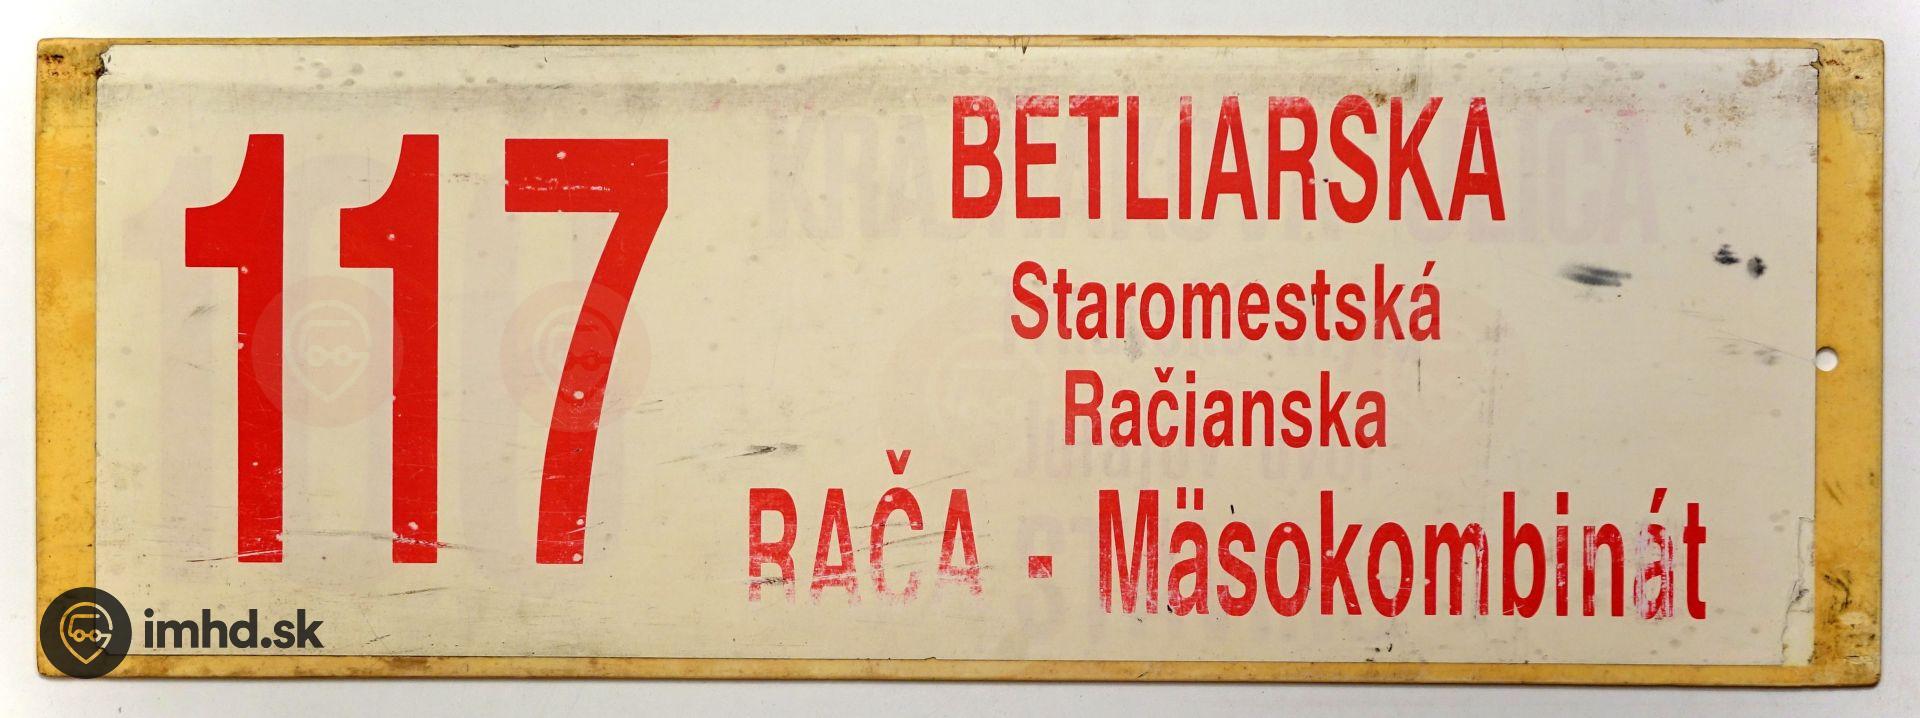 117
BETLIARSKA
Staromestská
Račianska
RAČA - Mäsokombinát
imhd.sk